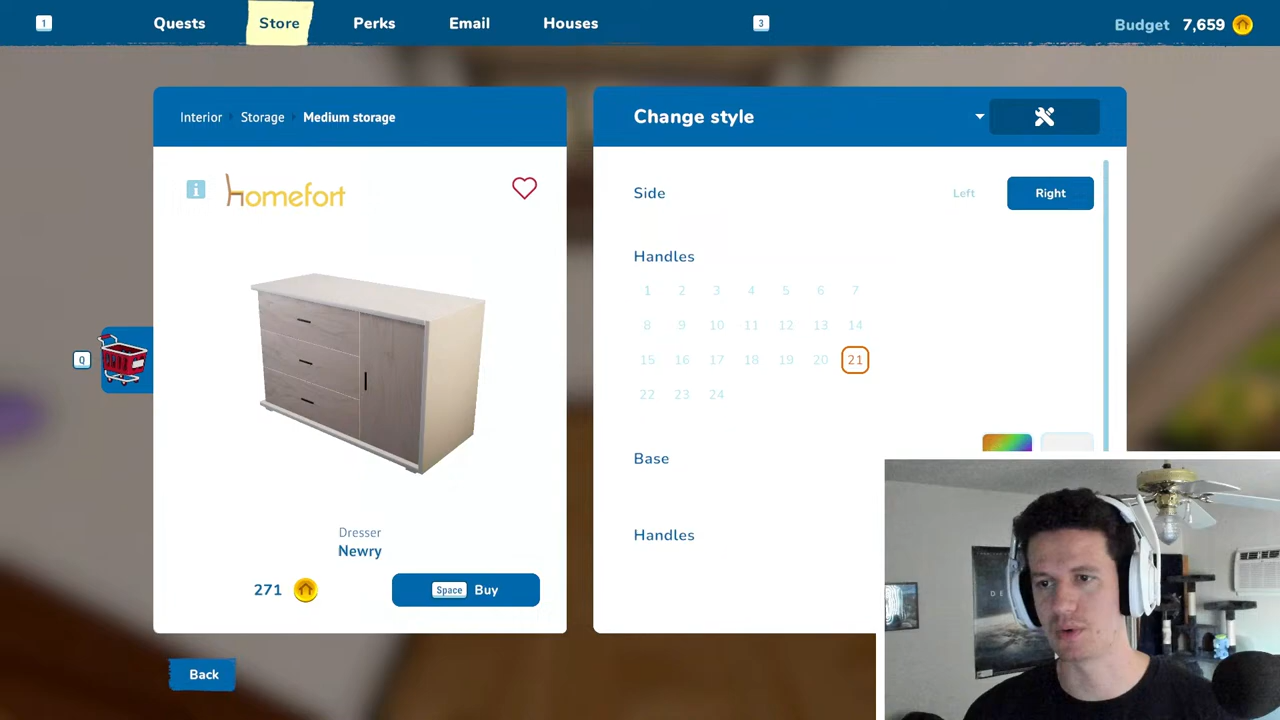 1
Quests
Store
Perks
Email
Houses
3
Budget 7,659
Interior Storage Medium storage
Change style
i
homefort
Side
Left
Right
Handles
1 2 3 4 5 6 7
8 9 10 11 12 13 14
15 16 17 18 19 20 21
22 23 24
Q
Base
Handles
Dresser
Newry
271
Space Buy
Back